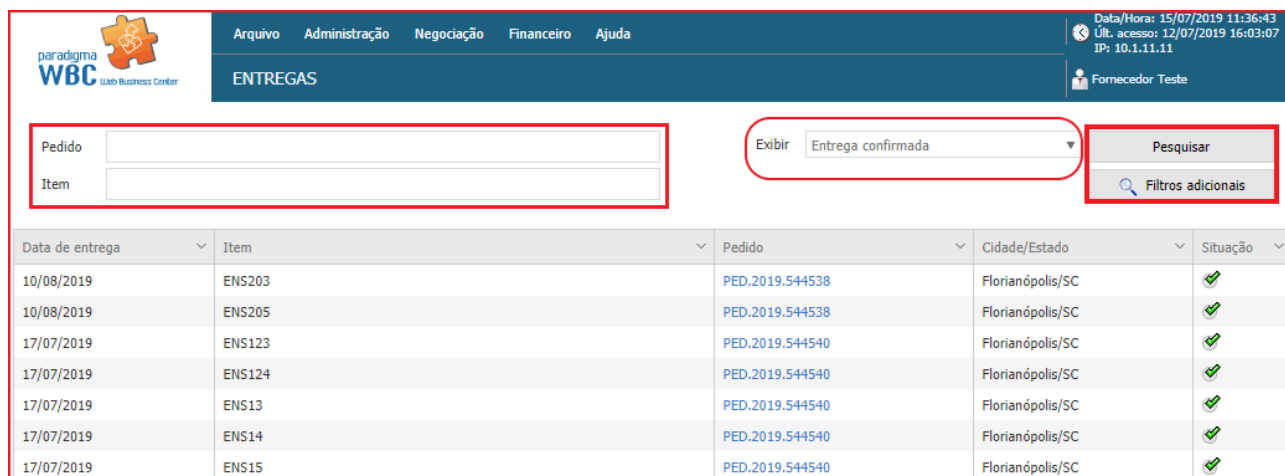 paradigma
WBC Web Business Center
Arquivo Administração Negociação Financeiro Ajuda
Data/Hora: 15/07/2019 11:36:43
Últ. acesso: 12/07/2019 16:03:07
IP: 10.1.11.11
ENTREGAS
Fornecedor Teste
Pedido
Exibir Entrega confirmada
Pesquisar
Item
Filtros adicionais
Data de entrega Item Pedido Cidade/Estado Situação
10/08/2019 ENS203 PED.2019.544538 Florianópolis/SC
10/08/2019 ENS205 PED.2019.544538 Florianópolis/SC
17/07/2019 ENS123 PED.2019.544540 Florianópolis/SC
17/07/2019 ENS124 PED.2019.544540 Florianópolis/SC
17/07/2019 ENS13 PED.2019.544540 Florianópolis/SC
17/07/2019 ENS14 PED.2019.544540 Florianópolis/SC
17/07/2019 ENS15 PED.2019.544540 Florianópolis/SC